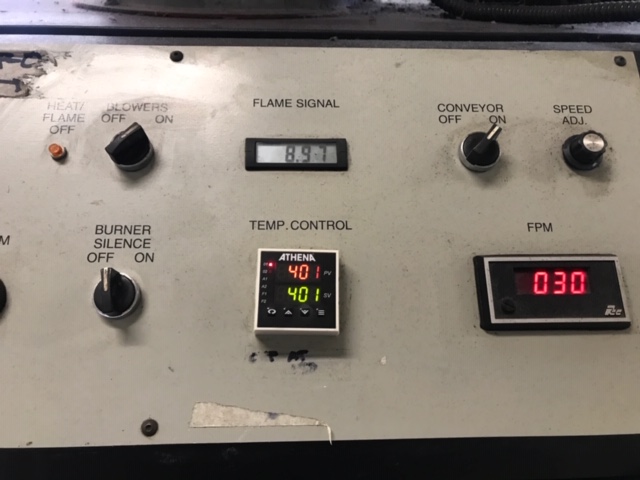 HEAT/
FLAME
OFF
BLOWERS
OFF ON
FLAME SIGNAL
8.97
CONVEYOR
OFF ON
SPEED
ADJ.
M
BURNER
SILENCE
OFF ON
TEMP. CONTROL
ATHENA
401 PV
401 SV
FPM
030